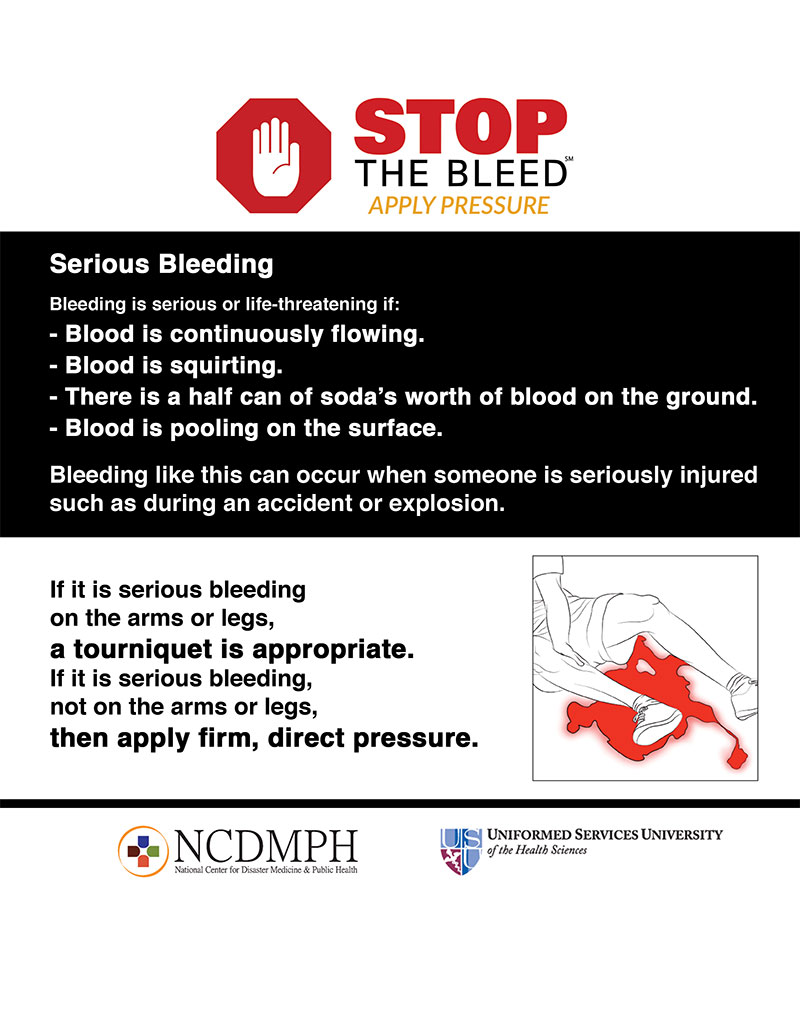 STOP
THE BLEED℠
APPLY PRESSURE
Serious Bleeding
Bleeding is serious or life-threatening if:
- Blood is continuously flowing.
- Blood is squirting.
- There is a half can of soda's worth of blood on the ground.
- Blood is pooling on the surface.
Bleeding like this can occur when someone is seriously injured
such as during an accident or explosion.
If it is serious bleeding
on the arms or legs,
a tourniquet is appropriate.
If it is serious bleeding,
not on the arms or legs,
then apply firm, direct pressure.
NCDMPH
National Center for Disaster Medicine & Public Health
USU
UNIFORMED SERVICES UNIVERSITY
of the Health Sciences